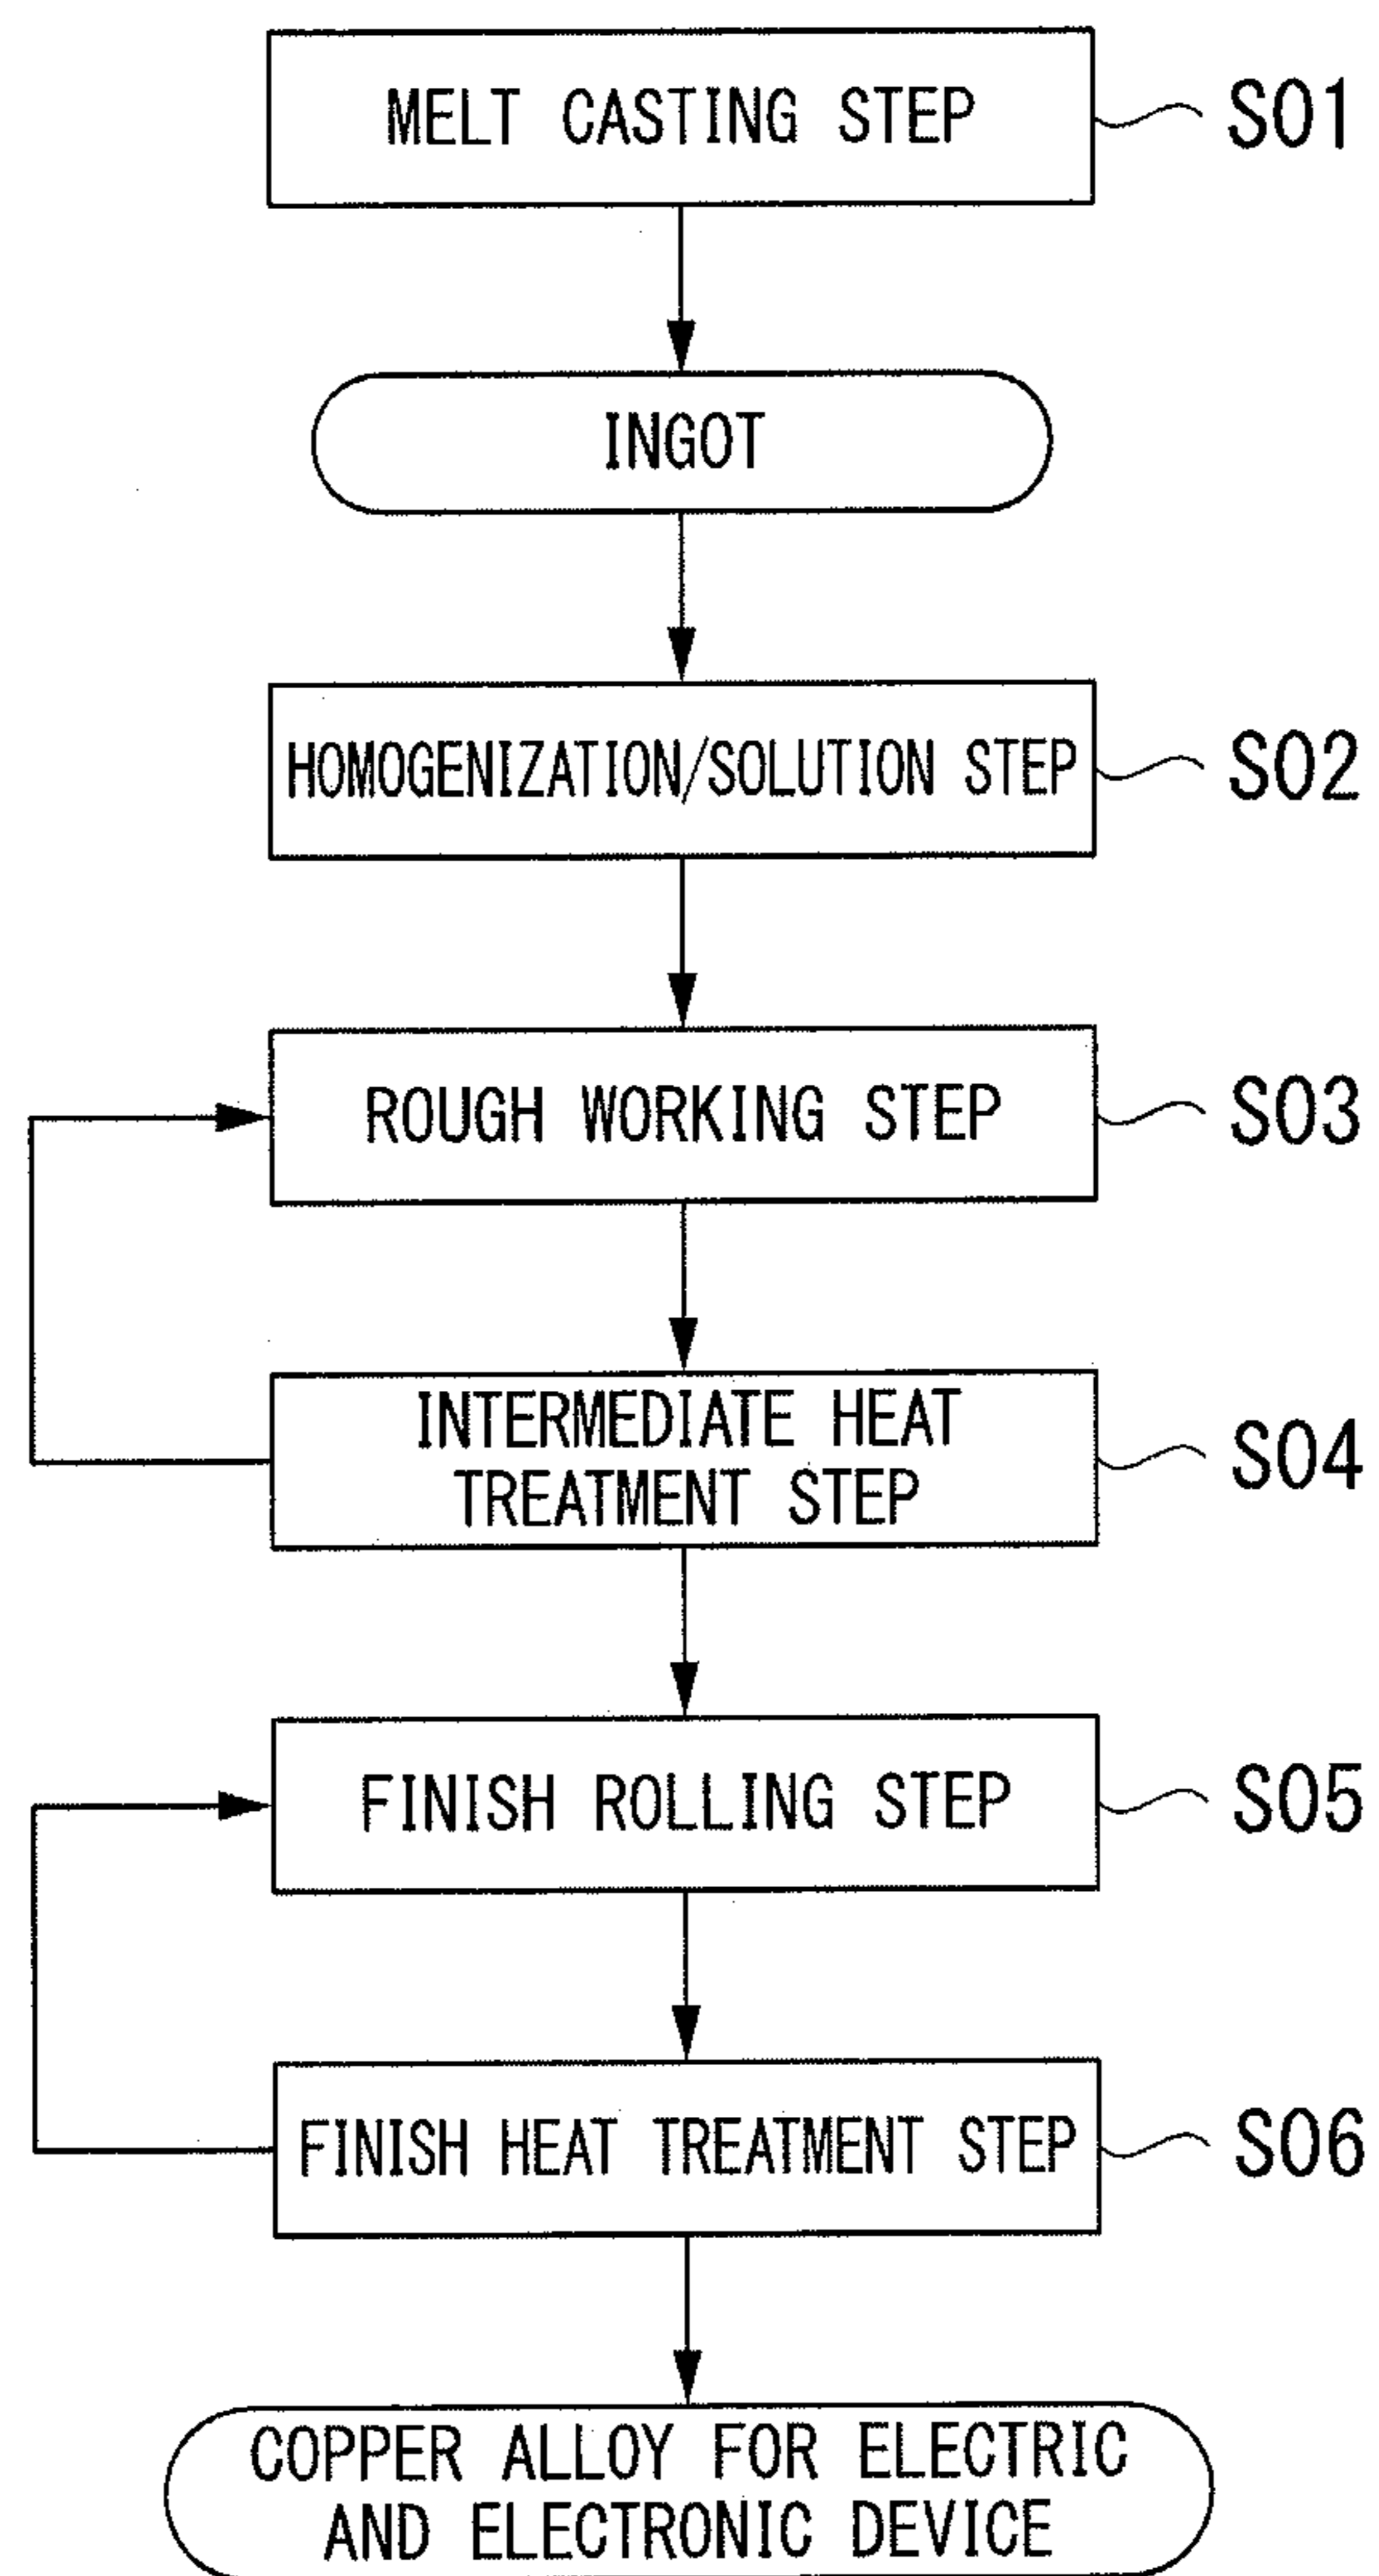 MELT CASTING STEP
S01
INGOT
HOMOGENIZATION/SOLUTION STEP
S02
ROUGH WORKING STEP
S03
INTERMEDIATE HEAT
TREATMENT STEP
S04
FINISH ROLLING STEP
S05
FINISH HEAT TREATMENT STEP
S06
COPPER ALLOY FOR ELECTRIC
AND ELECTRONIC DEVICE